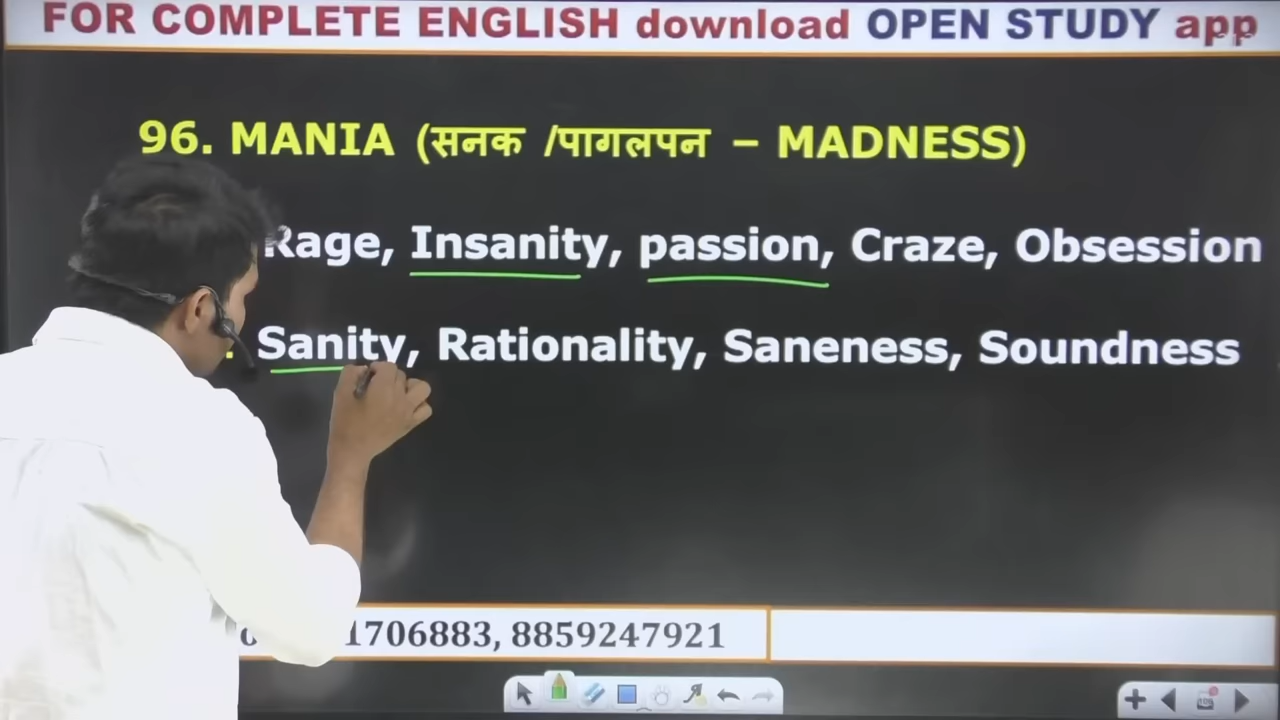 FOR COMPLETE ENGLISH download OPEN STUDY app
96. MANIA (सनक /पागलपन – MADNESS)
Rage, Insanity, passion, Craze, Obsession
Sanity, Rationality, Saneness, Soundness
1706883, 8859247921